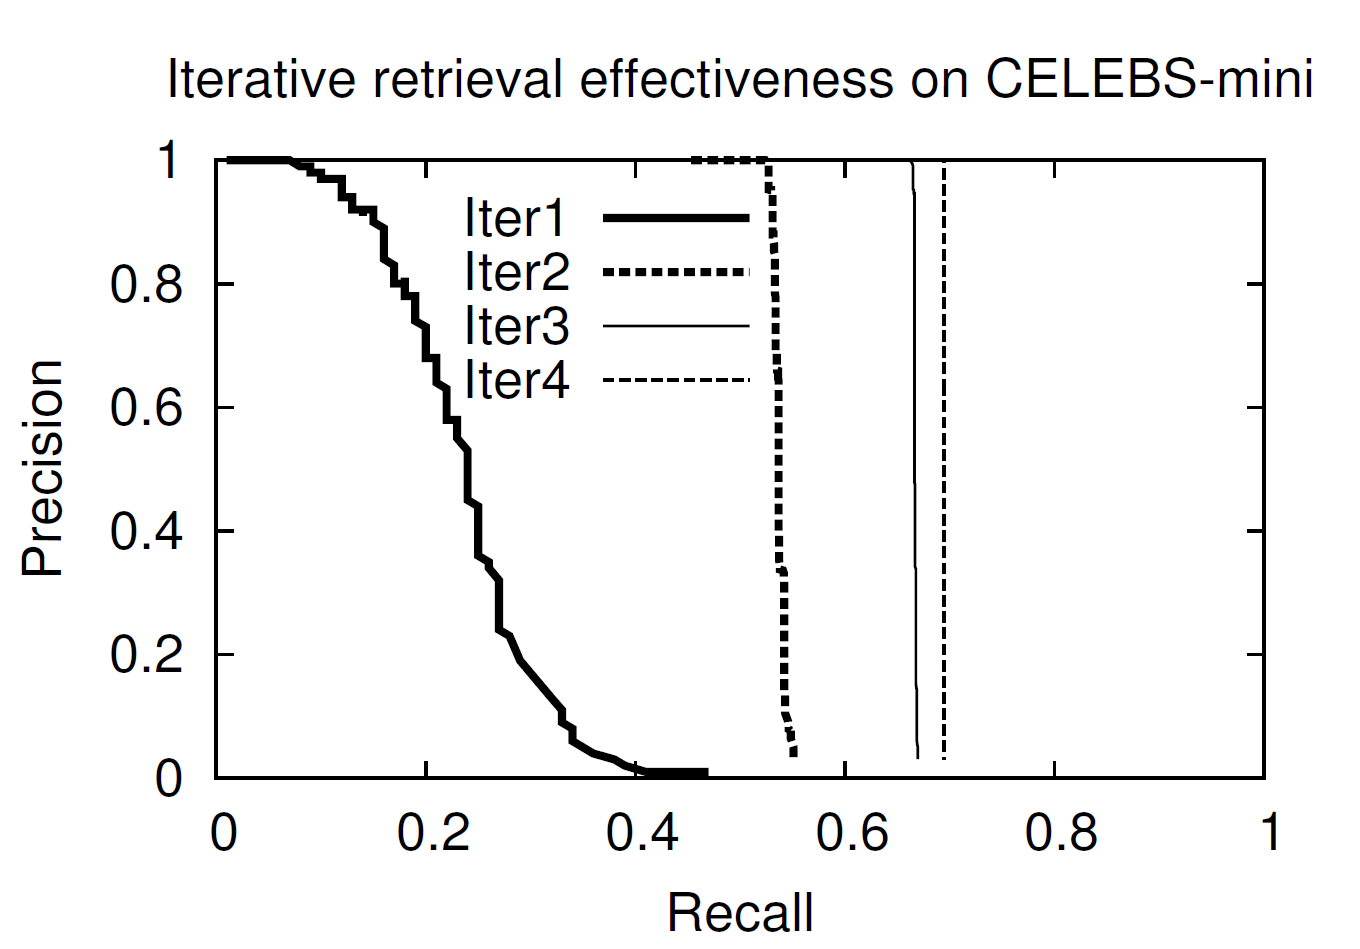 Iterative retrieval effectiveness on CELEBS-mini
1
0.8
0.6
0.4
0.2
0
Precision
Iter1
Iter2
Iter3
Iter4
0 0.2 0.4 0.6 0.8 1
Recall